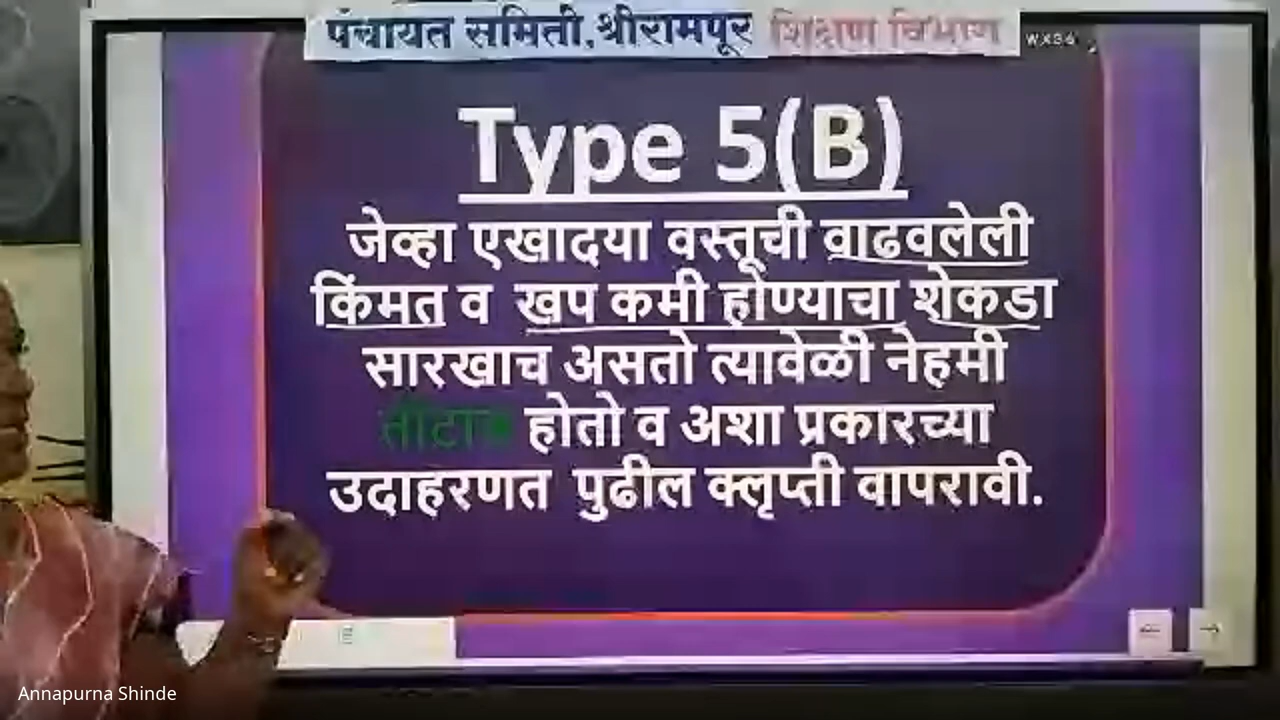 पंचायत समिती,श्रीरामपूर शिक्षण विभाग
Type 5(B)
जेव्हा एखादया वस्तूची वाढवलेली
किंमत व खप कमी होण्याचा शेकडा
सारखाच असतो त्यावेळी नेहमी
होतो व अशा प्रकारच्या
उदाहरणत पुढील क्लृप्ती वापरावी.
Annapurna Shinde